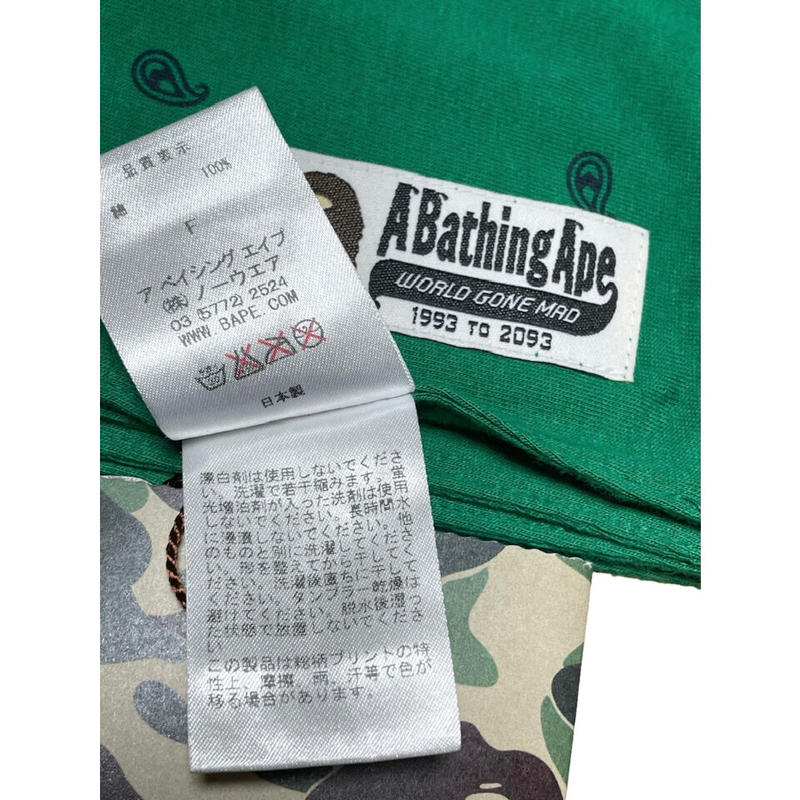 品質表示
綿 100%
F
ア ベイシング エイプ
(株) ノーウエア
03 (5772) 2524
WWW.BAPE.COM
日本製
漂白剤は使用しないでくださ
い。洗濯で若干縮みます。蛍
光増泊剤が入った洗剤は使用
しないでください。長時間水
に浸漬しないでください。他
のものと別に洗濯してくださ
い。形を整えてから干してく
ださい。洗濯後直ちに干して
ください。タンブラー乾燥は
避けてください。脱水後湿っ
た状態で放置しないでくださ
い
この製品は総柄プリントの特
性上、摩擦、雨、汗等で色が
移る場合があります。
A Bathing Ape
WORLD GONE MAD
1993 TO 2093